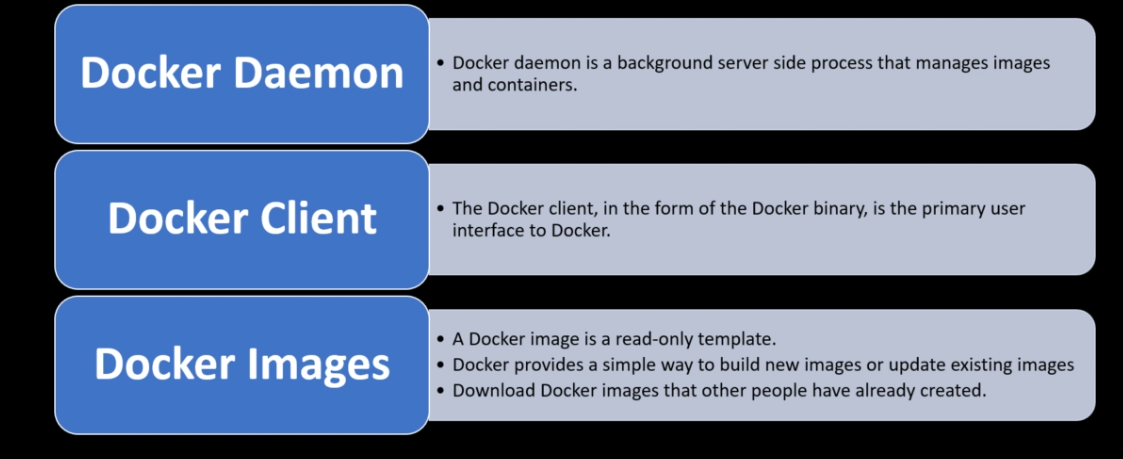 Docker Daemon
• Docker daemon is a background server side process that manages images
and containers.
Docker Client
• The Docker client, in the form of the Docker binary, is the primary user
interface to Docker.
Docker Images
• A Docker image is a read-only template.
• Docker provides a simple way to build new images or update existing images
• Download Docker images that other people have already created.